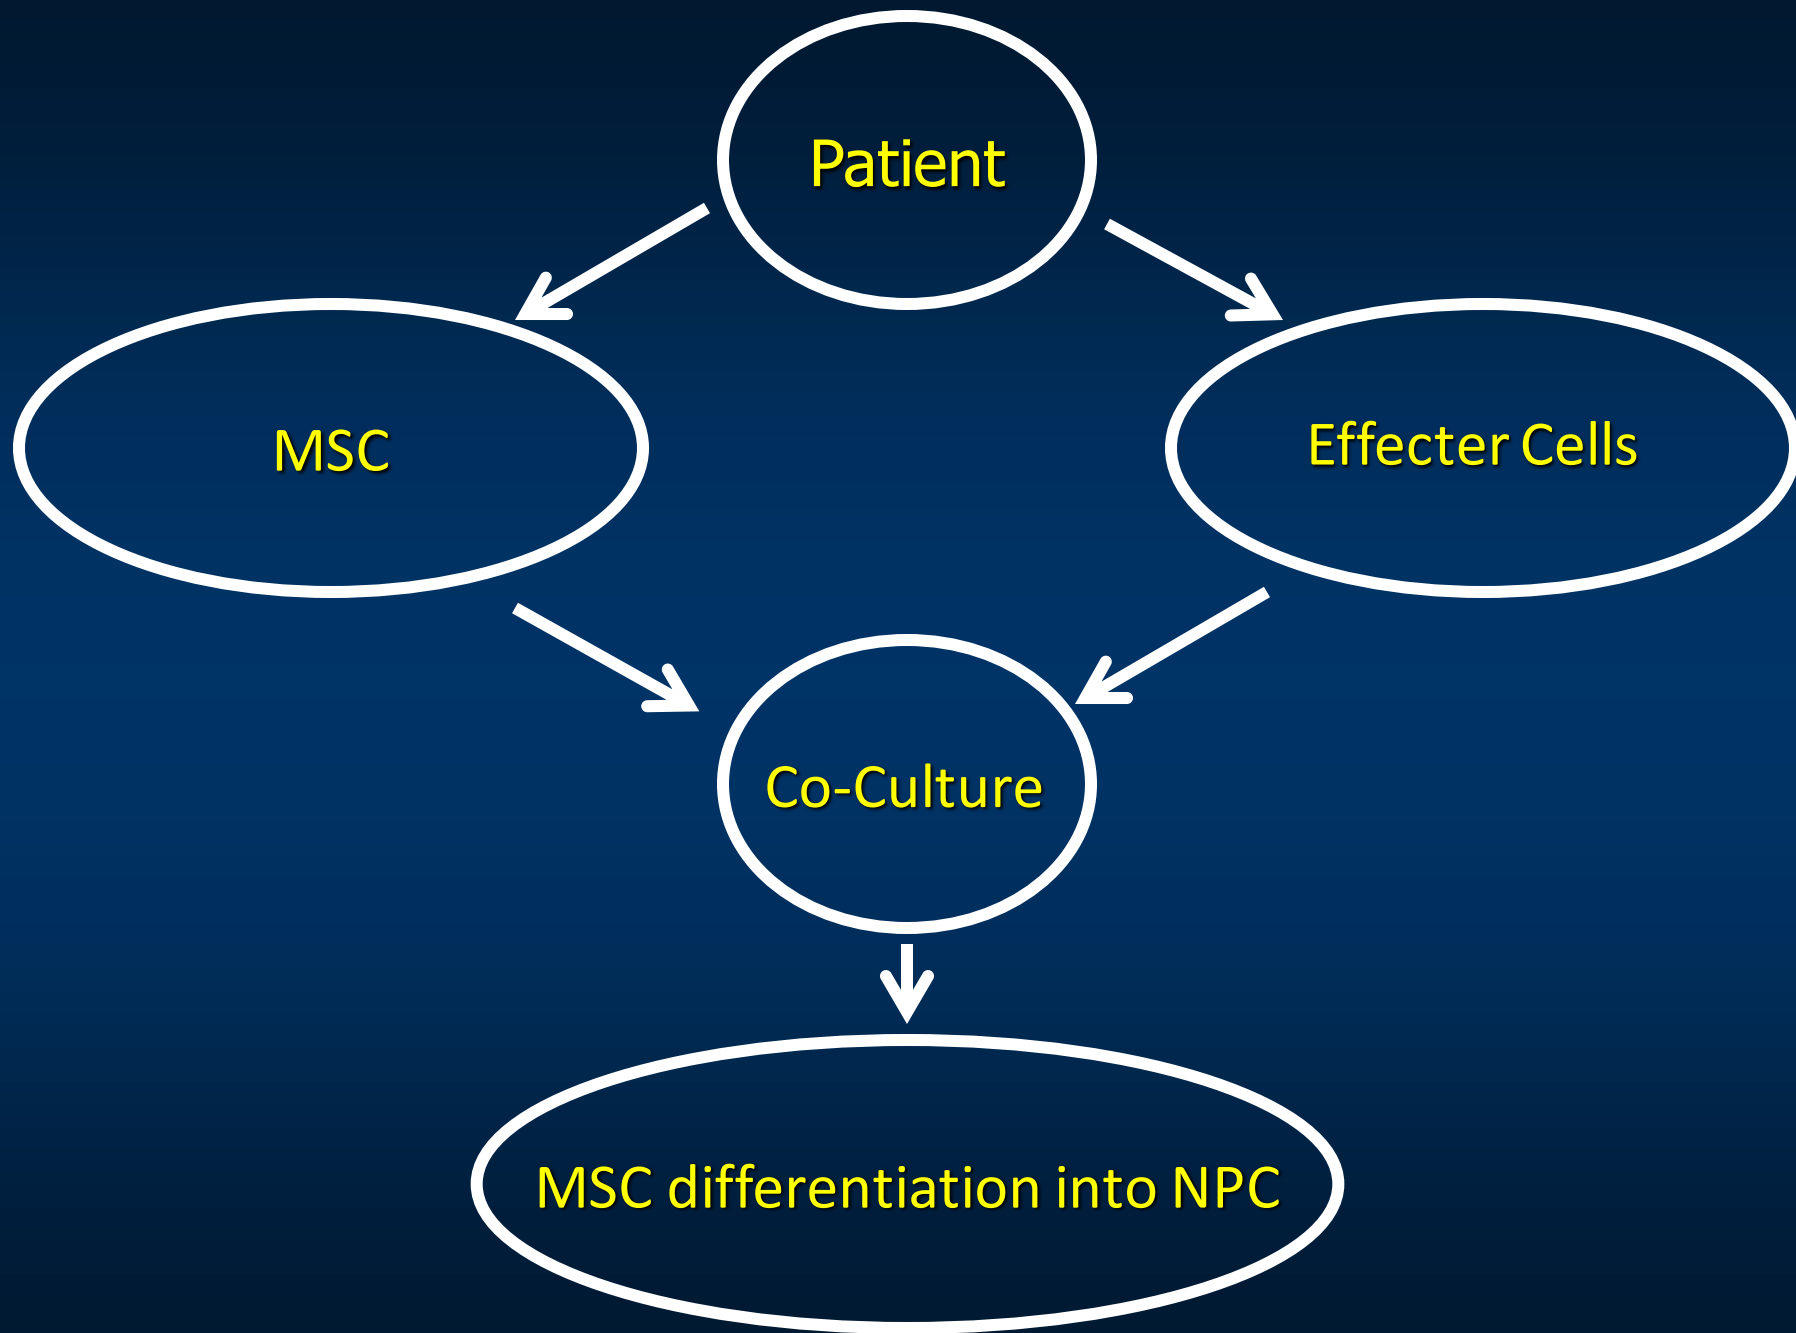 Patient
MSC
Effecter Cells
Co-Culture
MSC differentiation into NPC